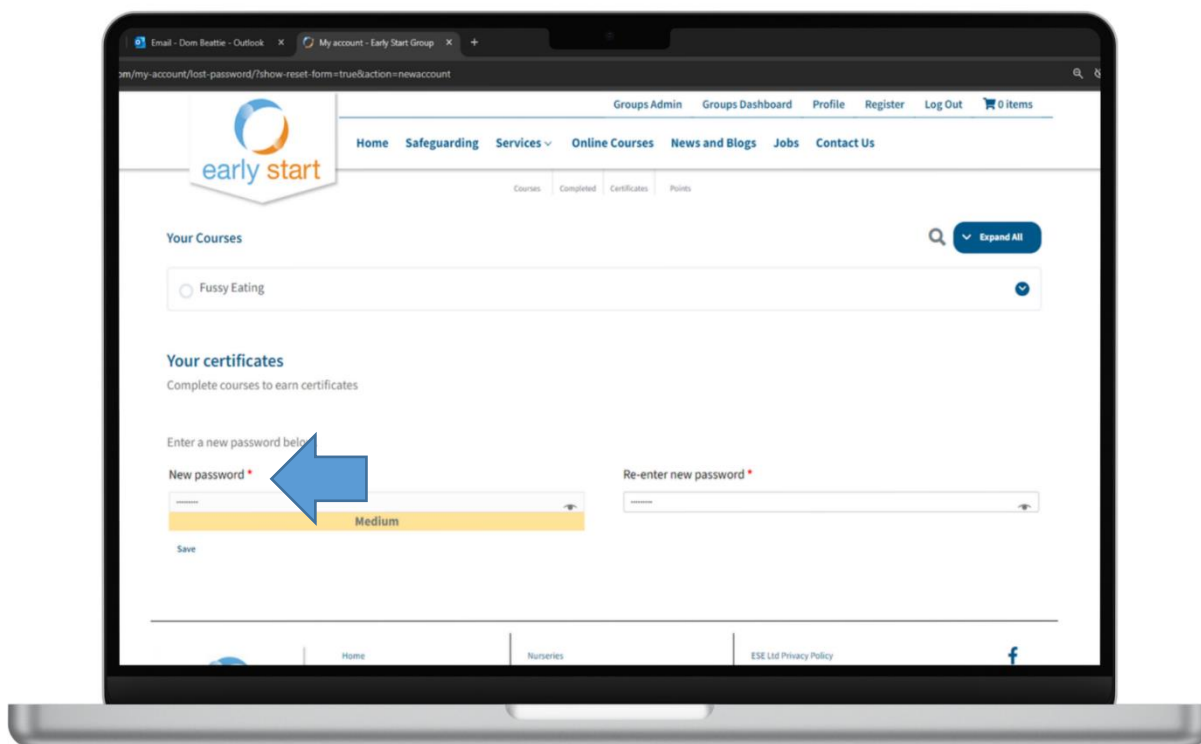 Email - Dom Beattie - Outlook × My account - Early Start Group × +
om/my-account/lost-password/?show-reset-form=true&action=newaccount
Groups Admin Groups Dashboard Profile Register Log Out 0 items
early start
Home Safeguarding Services Online Courses News and Blogs Jobs Contact Us
Courses Completed Certificates Points
Your Courses
Expand All
Fussy Eating
Your certificates
Complete courses to earn certificates
Enter a new password below
New password *
Re-enter new password *
Medium
Save
Home Nurseries ESE Ltd Privacy Policy